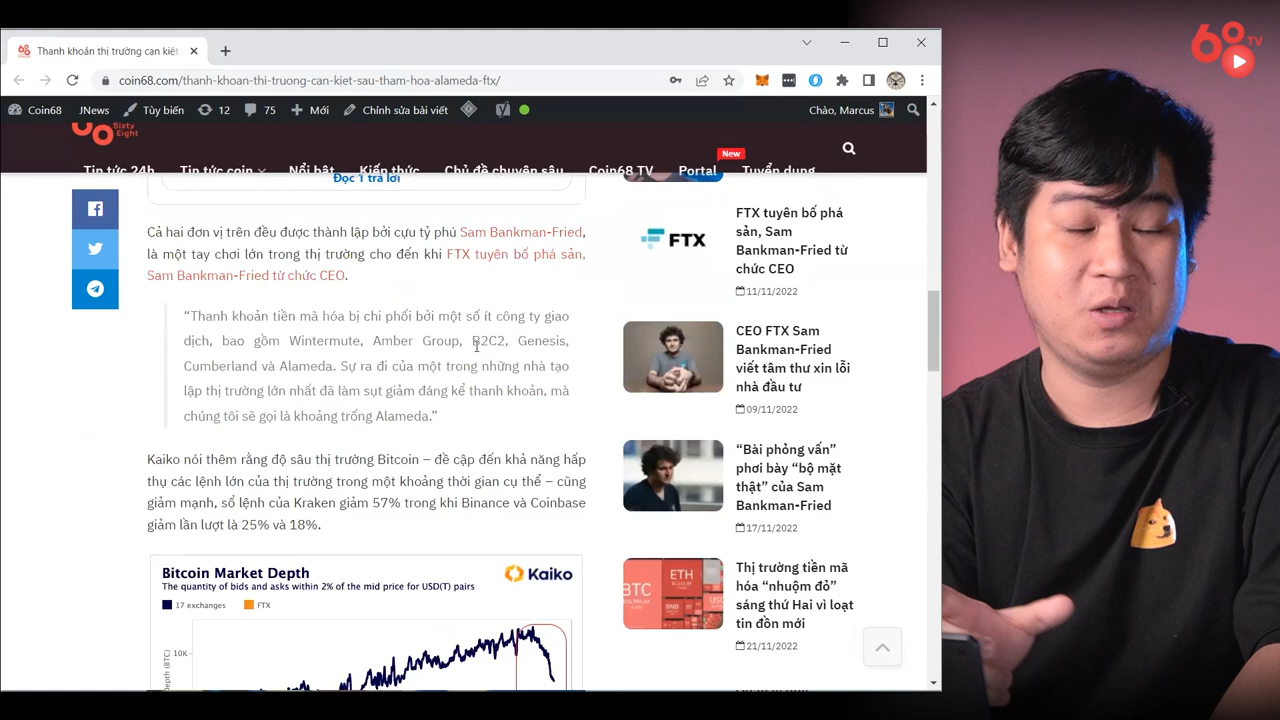 Thanh khoản thị trường cạn kiệt
coin68.com/thanh-khoan-thi-truong-can-kiet-sau-tham-hoa-alameda-ftx/
Coin68 JNews Tùy biến 12 75 Mới Chỉnh sửa bài viết Chào, Marcus
Sixty
Eight
New
Tin tức 24h Tin tức coin Nổi bật Kiến thức Chủ đề chuyên sâu Coin68 TV Portal Tuyển dụng
Đọc 1 trả lời
Cả hai đơn vị trên đều được thành lập bởi cựu tỷ phú Sam Bankman-Fried,
là một tay chơi lớn trong thị trường cho đến khi FTX tuyên bố phá sản,
Sam Bankman-Fried từ chức CEO.
“Thanh khoản tiền mã hóa bị chi phối bởi một số ít công ty giao
dịch, bao gồm Wintermute, Amber Group, B2C2, Genesis,
Cumberland và Alameda. Sự ra đi của một trong những nhà tạo
lập thị trường lớn nhất đã làm sụt giảm đáng kể thanh khoản, mà
chúng tôi sẽ gọi là khoảng trống Alameda.”
Kaiko nói thêm rằng độ sâu thị trường Bitcoin – đề cập đến khả năng hấp
thụ các lệnh lớn của thị trường trong một khoảng thời gian cụ thể – cũng
giảm mạnh, sổ lệnh của Kraken giảm 57% trong khi Binance và Coinbase
giảm lần lượt là 25% và 18%.
Bitcoin Market Depth
Kaiko
The quantity of bids and asks within 2% of the mid price for USD(T) pairs
17 exchanges FTX
10K
Depth (BTC)
FTX
FTX tuyên bố phá
sản, Sam
Bankman-Fried từ
chức CEO
11/11/2022
CEO FTX Sam
Bankman-Fried
viết tâm thư xin lỗi
nhà đầu tư
09/11/2022
“Bài phỏng vấn”
phơi bày “bộ mặt
thật” của Sam
Bankman-Fried
17/11/2022
BTC ETH
BNB
Thị trường tiền mã
hóa “nhuộm đỏ”
sáng thứ Hai vì loạt
tin đồn mới
21/11/2022
68 TV